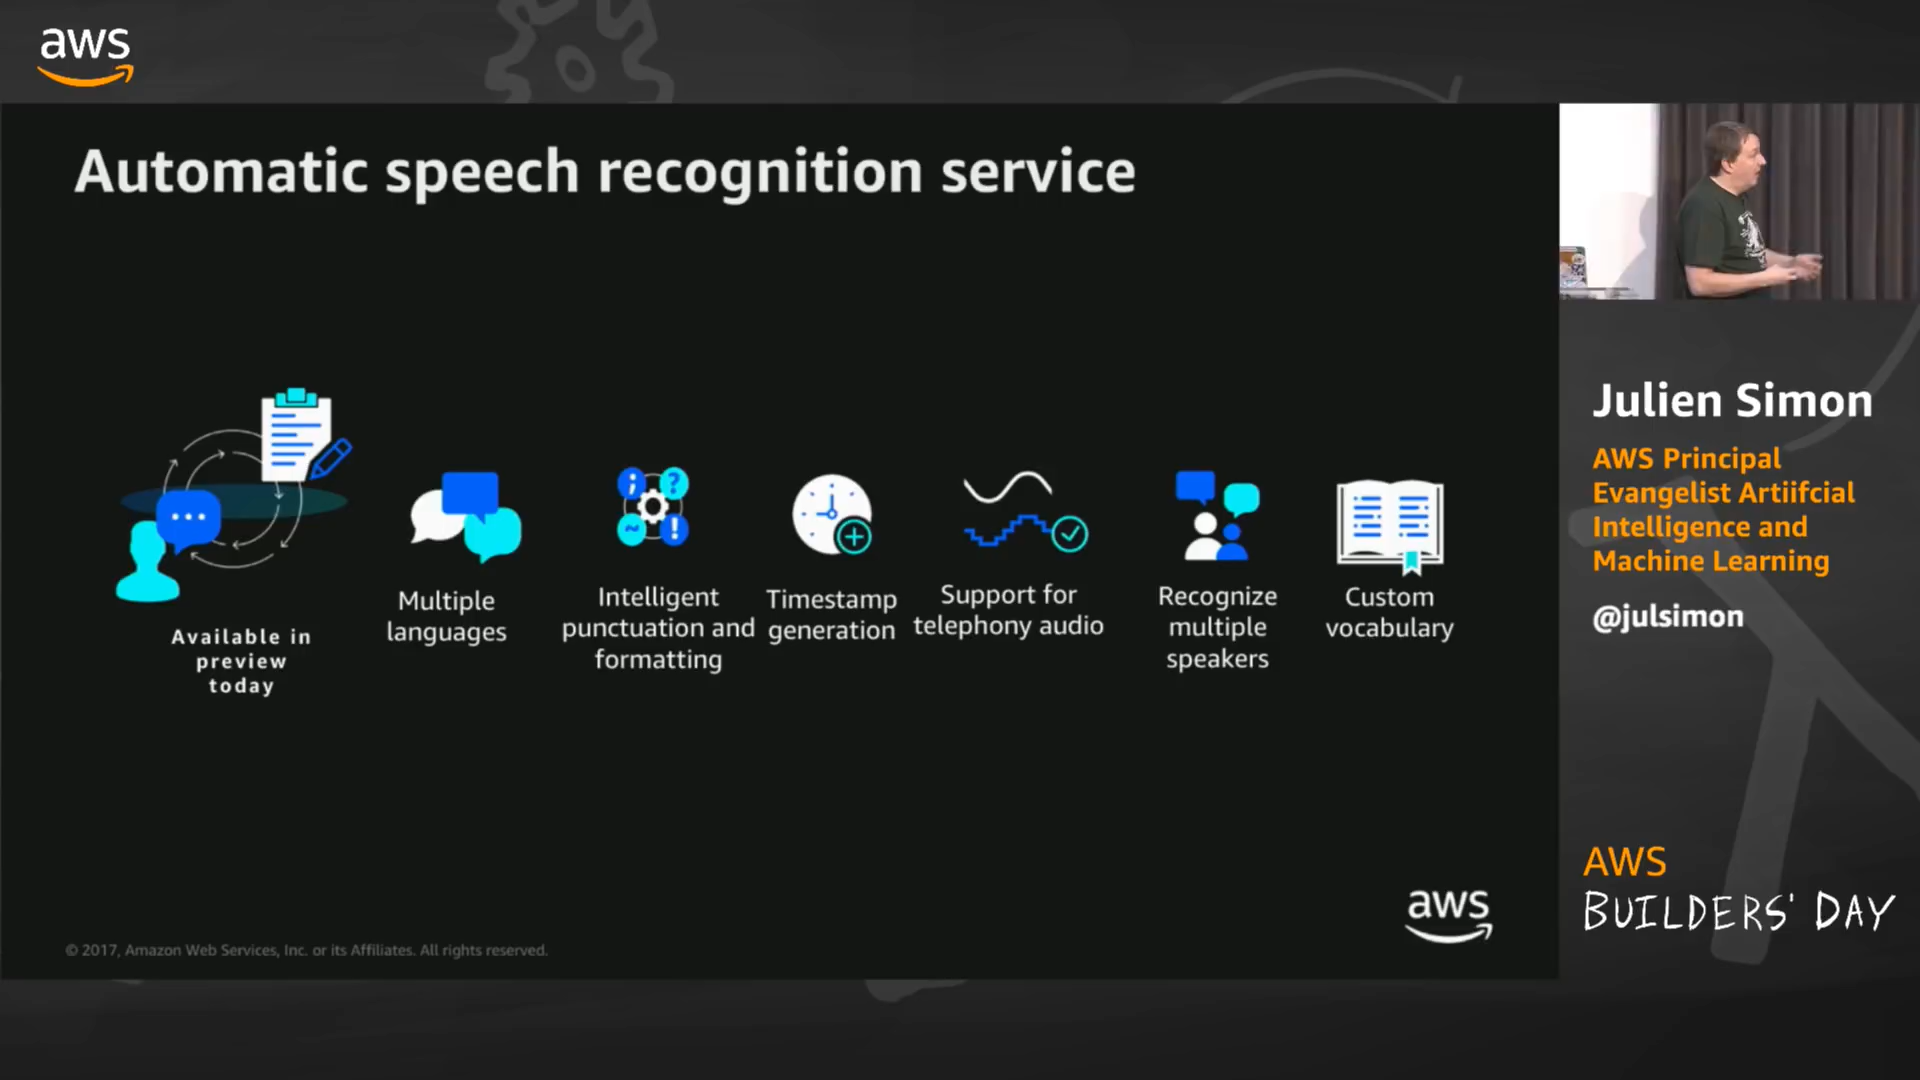 aws
Automatic speech recognition service
Available in
preview
today
Multiple
languages
Intelligent
punctuation and
formatting
Timestamp
generation
Support for
telephony audio
Recognize
multiple
speakers
Custom
vocabulary
aws
© 2017, Amazon Web Services, Inc. or its Affiliates. All rights reserved.
Julien Simon
AWS Principal
Evangelist Artiifcial
Intelligence and
Machine Learning
@julsimon
AWS
BUILDERS' DAY